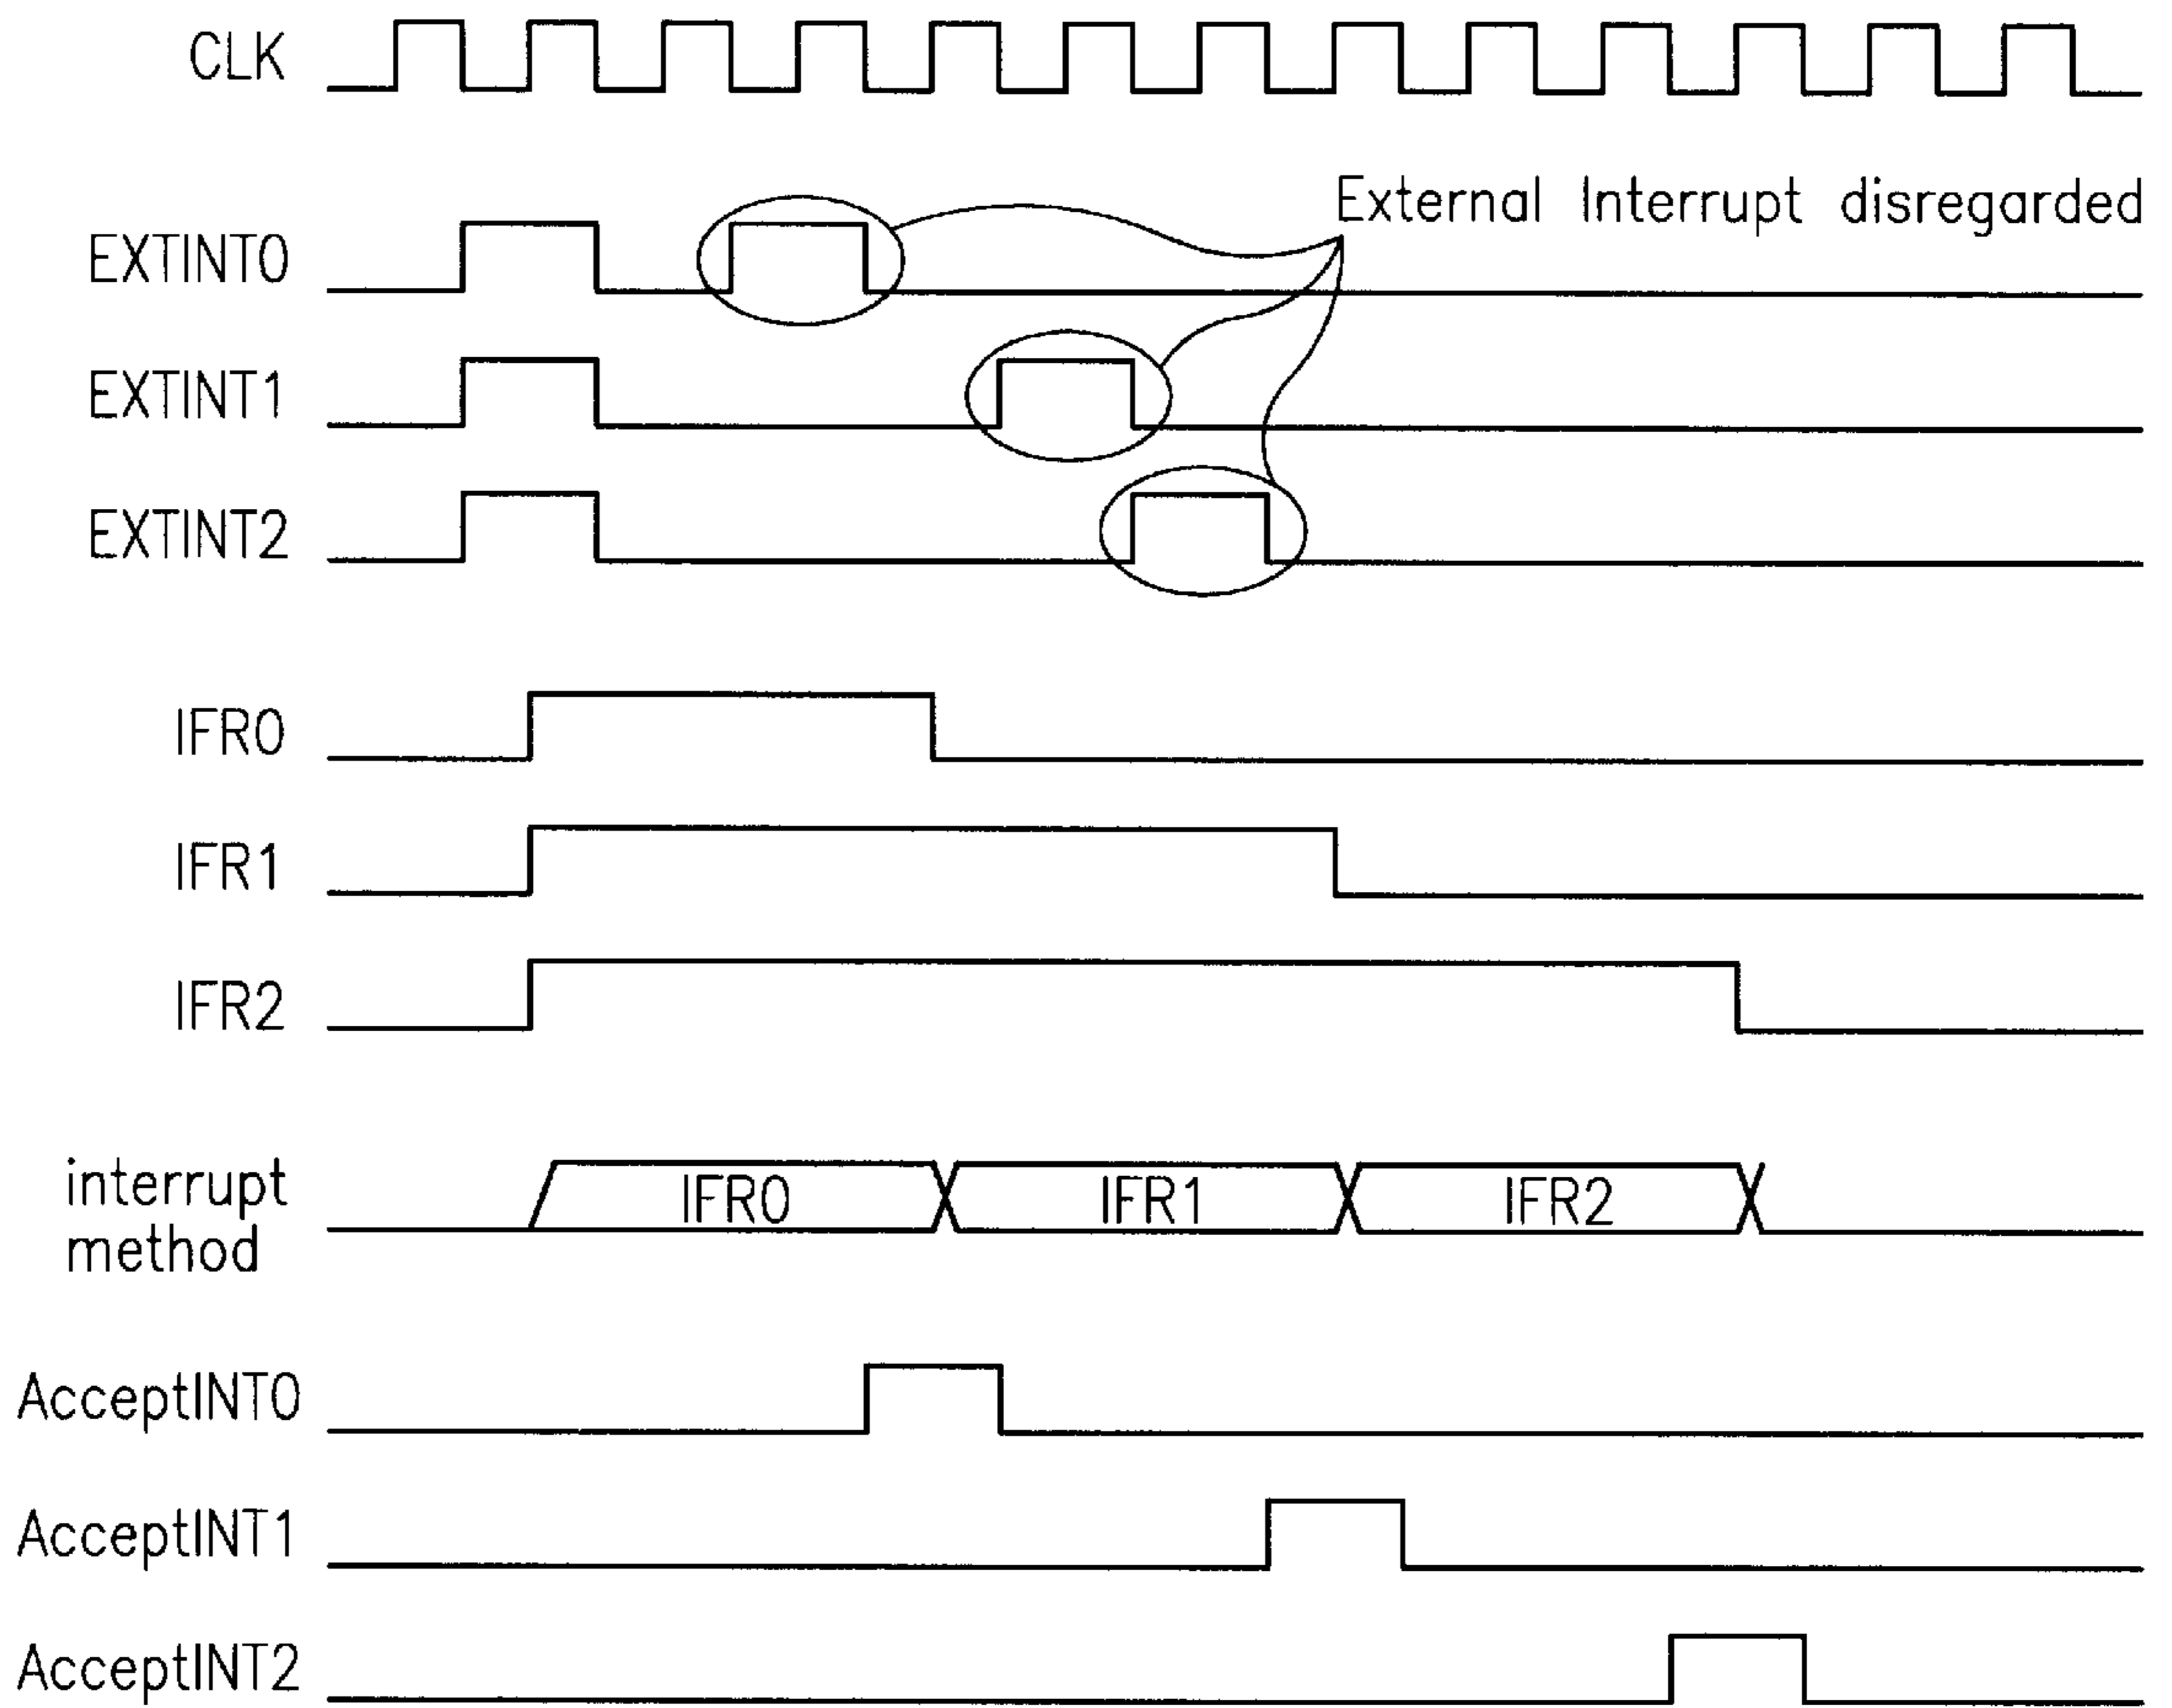 CLK
External Interrupt disregarded
EXTINT0
EXTINT1
EXTINT2
IFR0
IFR1
IFR2
interrupt
method
IFR0
IFR1
IFR2
AcceptINT0
AcceptINT1
AcceptINT2